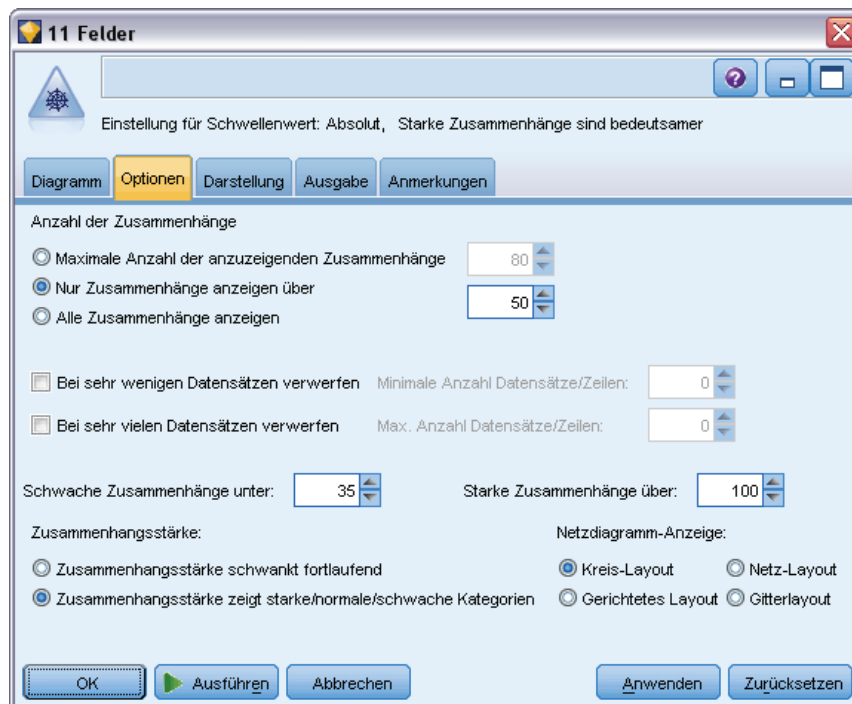 11 Felder
Einstellung für Schwellenwert: Absolut, Starke Zusammenhänge sind bedeutsamer
Diagramm Optionen Darstellung Ausgabe Anmerkungen
Anzahl der Zusammenhänge
Maximale Anzahl der anzuzeigenden Zusammenhänge 80
Nur Zusammenhänge anzeigen über 50
Alle Zusammenhänge anzeigen
Bei sehr wenigen Datensätzen verwerfen Minimale Anzahl Datensätze/Zeilen: 0
Bei sehr vielen Datensätzen verwerfen Max. Anzahl Datensätze/Zeilen: 0
Schwache Zusammenhänge unter: 35 Starke Zusammenhänge über: 100
Zusammenhangsstärke: Netzdiagramm-Anzeige:
Zusammenhangsstärke schwankt fortlaufend Kreis-Layout Netz-Layout
Zusammenhangsstärke zeigt starke/normale/schwache Kategorien Gerichtetes Layout Gitterlayout
OK Ausführen Abbrechen Anwenden Zurücksetzen